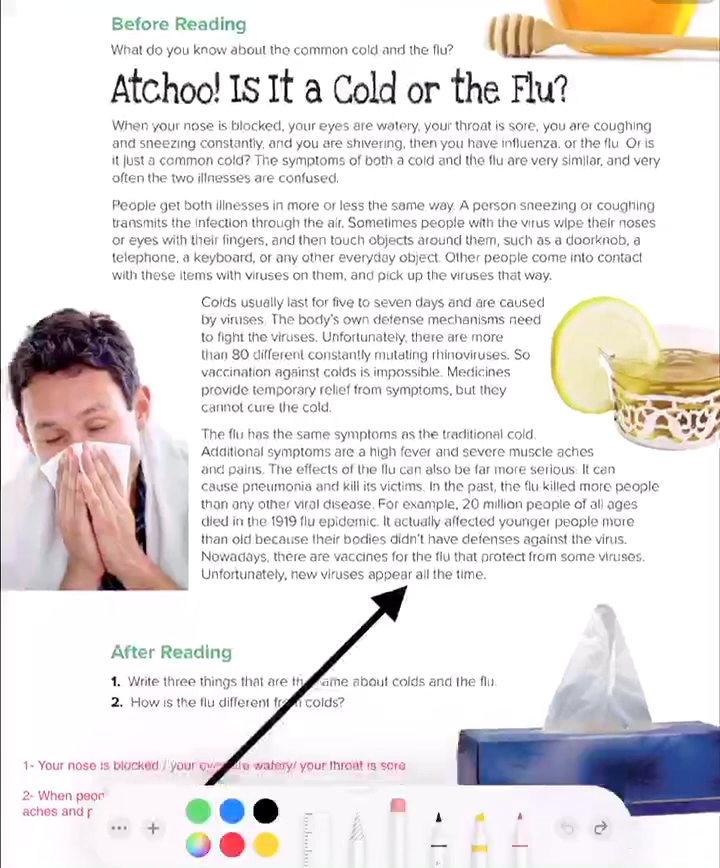 Before Reading
What do you know about the common cold and the flu?
Atchoo! Is It a Cold or the Flu?
When your nose is blocked, your eyes are watery, your throat is sore, you are coughing
and sneezing constantly, and you are shivering, then you have influenza, or the flu. Or is
it just a common cold? The symptoms of both a cold and the flu are very similar, and very
often the two illnesses are confused.
People get both illnesses in more or less the same way. A person sneezing or coughing
transmits the infection through the air. Sometimes people with the virus wipe their noses
or eyes with their fingers, and then touch objects around them, such as a doorknob, a
telephone, a keyboard, or any other everyday object. Other people come into contact
with these items with viruses on them, and pick up the viruses that way.
Colds usually last for five to seven days and are caused
by viruses. The body's own defense mechanisms need
to fight the viruses. Unfortunately, there are more
than 80 different constantly mutating rhinoviruses. So
vaccination against colds is impossible. Medicines
provide temporary relief from symptoms, but they
cannot cure the cold.
The flu has the same symptoms as the traditional cold.
Additional symptoms are a high fever and severe muscle aches
and pains. The effects of the flu can also be far more serious. It can
cause pneumonia and kill its victims. In the past, the flu killed more people
than any other viral disease. For example, 20 million people of all ages
died in the 1919 flu epidemic. It actually affected younger people more
than old because their bodies didn't have defenses against the virus.
Nowadays, there are vaccines for the flu that protect from some viruses.
Unfortunately, new viruses appear all the time.
After Reading
1. Write three things that are the same about colds and the flu.
2. How is the flu different from colds?
1- Your nose is blocked / your are watery/ your throat is sore
2- When
aches and